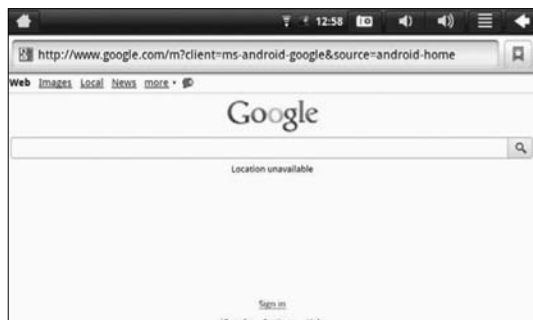 12:58
http://www.google.com/m?client=ms-android-google&source=android-home
Web Images Local News more
Google
Location unavailable
Sign in